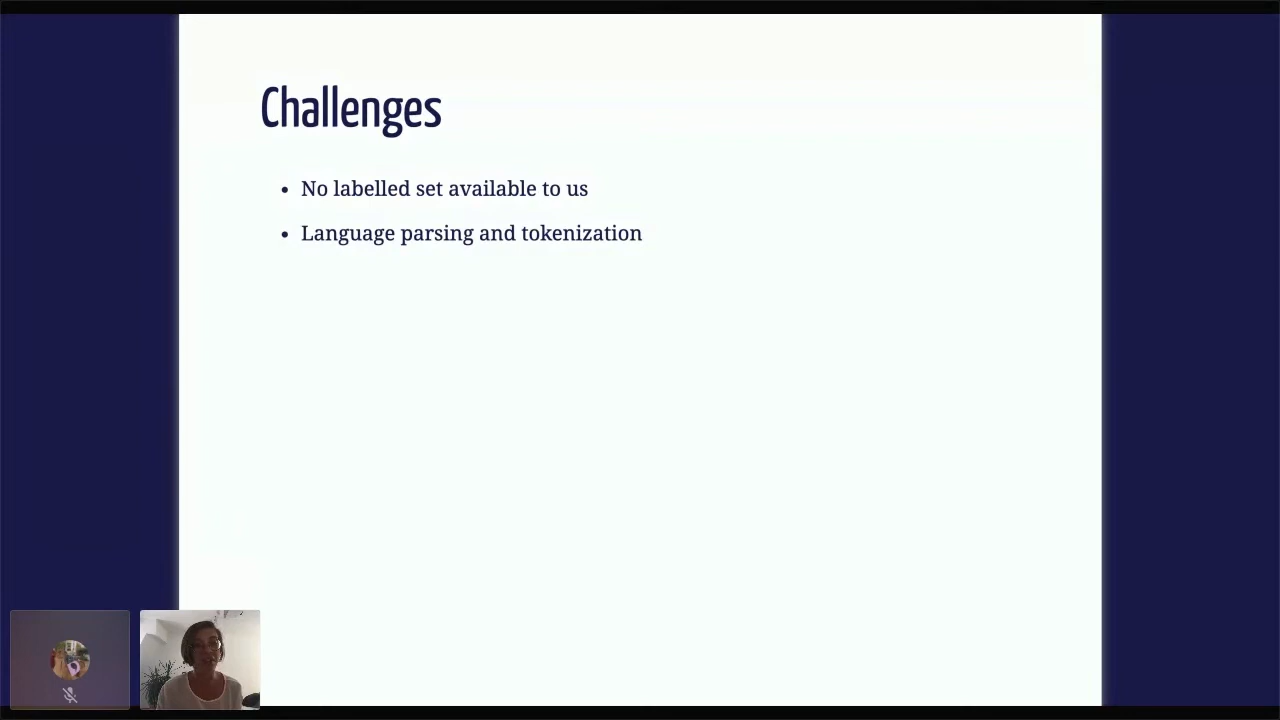 Challenges
• No labelled set available to us
• Language parsing and tokenization